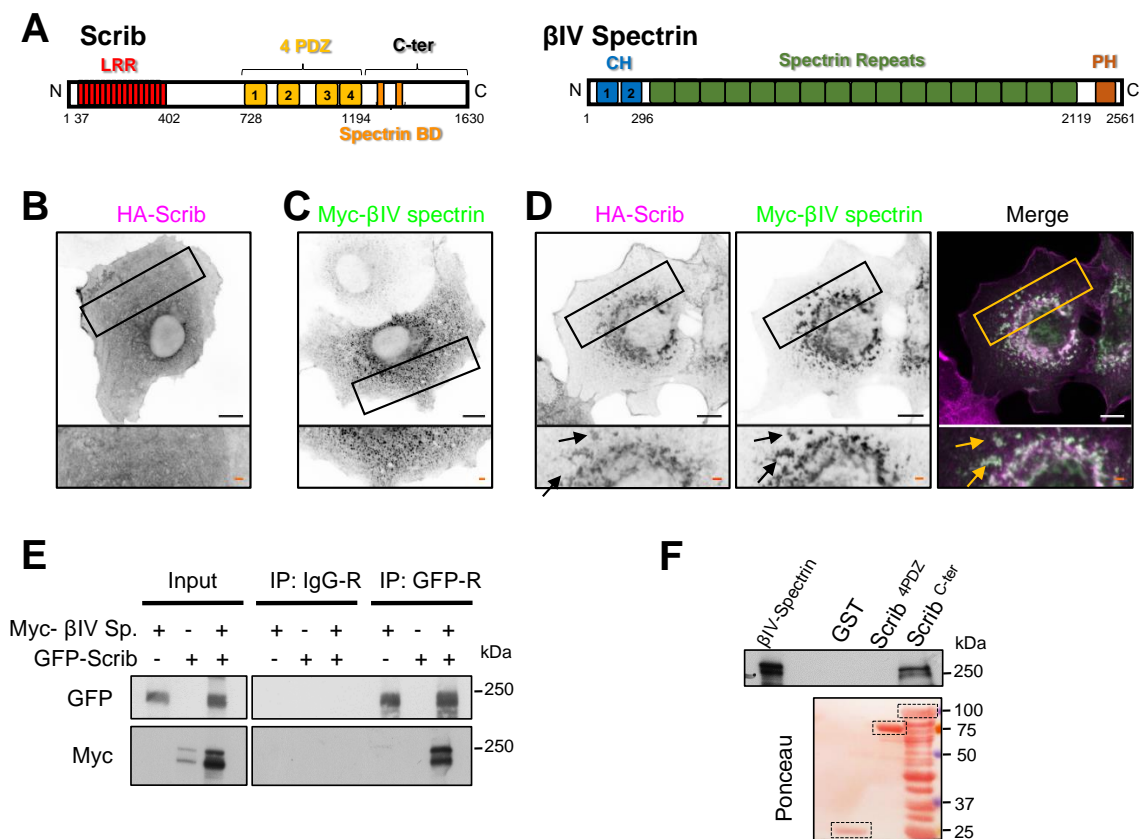 A
Scrib
LRR
4 PDZ
C-ter
N
1
2
3
4
C
1 37
402
728
1194
1630
Spectrin BD
βIV Spectrin
CH
Spectrin Repeats
PH
N
1
2
C
1
296
2119
2561
B
HA-Scrib
C
Myc-βIV spectrin
D
HA-Scrib
Myc-βIV spectrin
Merge
E
Input
IP: IgG-R
IP: GFP-R
Myc- βIV Sp.
+ - + + - + + - +
GFP-Scrib
- + + - + + - + +
kDa
GFP
250
Myc
250
F
βIV-Spectrin
GST
Scrib 4PDZ
Scrib C-ter
kDa
250
Ponceau
100
75
50
37
25